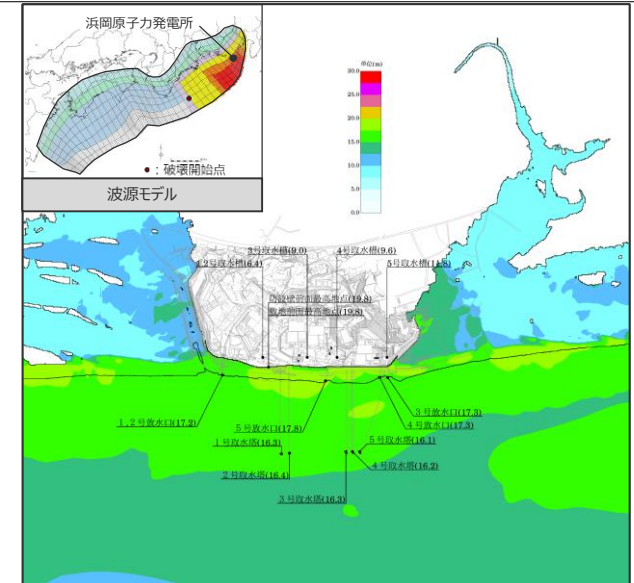 浜岡原子力発電所
●：破壊開始点
波源モデル
単位(m)
30.0
25.0
20.0
15.0
10.0
5.0
0.0
3号取水槽(9.0)
4号取水槽(9.6)
1,2号取水槽(6.4)
5号取水槽(11.8)
防波壁前面最高地点(19.8)
敷地前面最高地点(19.8)
1，2号放水口(17.2)
5号放水口(17.8)
3号放水口(17.3)
4号放水口(17.3)
1号取水塔(16.3)
5号取水塔(16.1)
2号取水塔(16.4)
4号取水塔(16.2)
3号取水塔(16.3)